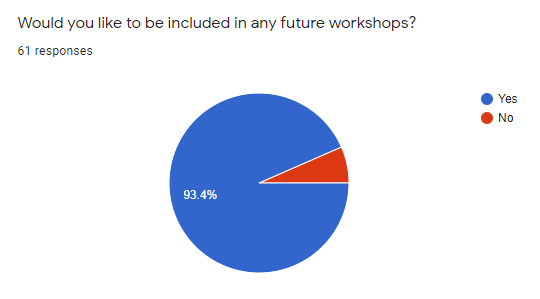 Would you like to be included in any future workshops?
61 responses
Yes
No
93.4%